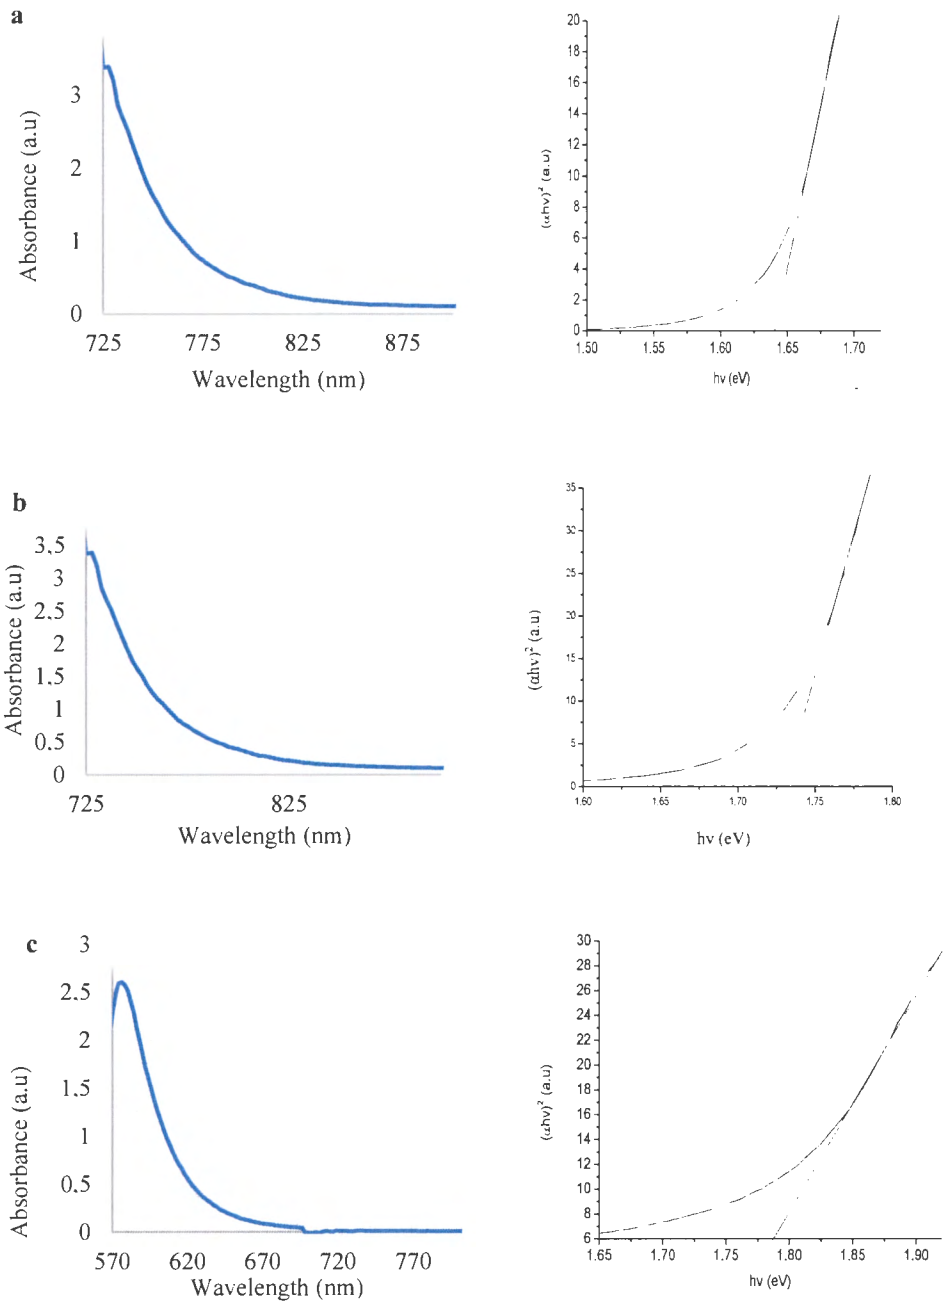 a
Absorbance (a.u)
3
2
1
0
725 775 825 875
Wavelength (nm)
(αhv)² (a.u)
20
18
16
14
12
10
8
6
4
2
0
1.50 1.55 1.60 1.65 1.70
hv (eV)
b
Absorbance (a.u)
3.5
3
2.5
2
1.5
1
0.5
0
725 825
Wavelength (nm)
(αhv)² (a.u)
35
30
25
20
15
10
5
0
1.60 1.65 1.70 1.75 1.80
hv (eV)
c
Absorbance (a.u)
3
2.5
2
1.5
1
0.5
0
570 620 670 720 770
Wavelength (nm)
(αhv)² (a.u)
30
28
26
24
22
20
18
16
14
12
10
8
6
1.65 1.70 1.75 1.80 1.85 1.90
hv (eV)